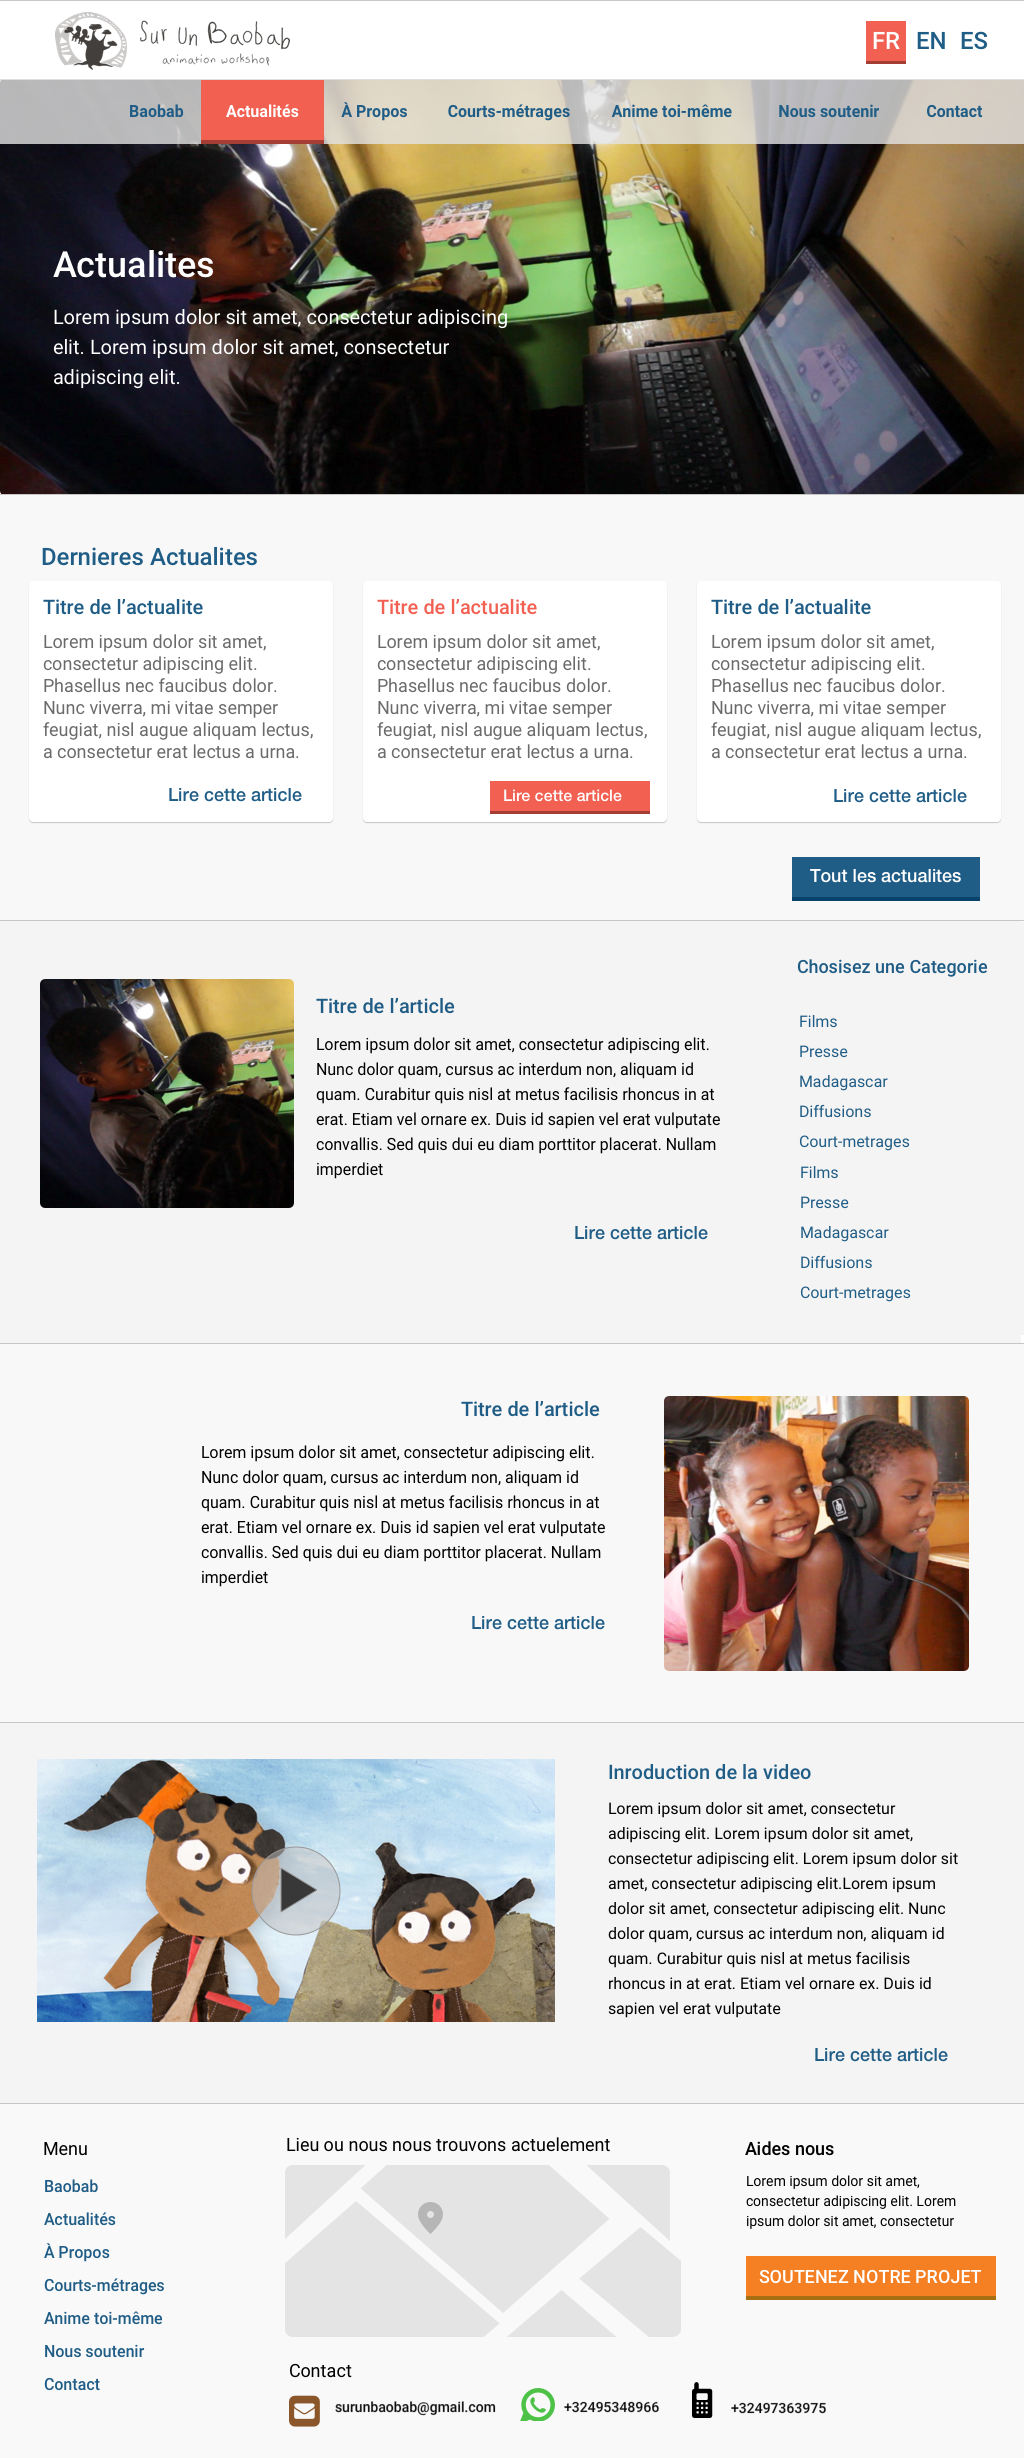 Sur Un Baobab
animation workshop
FR EN ES
Baobab Actualités À Propos Courts-métrages Anime toi-même Nous soutenir Contact
Actualites
Lorem ipsum dolor sit amet, consectetur adipiscing
elit. Lorem ipsum dolor sit amet, consectetur
adipiscing elit.
Dernieres Actualites
Titre de l’actualite
Lorem ipsum dolor sit amet,
consectetur adipiscing elit.
Phasellus nec faucibus dolor.
Nunc viverra, mi vitae semper
feugiat, nisl augue aliquam lectus,
a consectetur erat lectus a urna.
Lire cette article
Titre de l’actualite
Lorem ipsum dolor sit amet,
consectetur adipiscing elit.
Phasellus nec faucibus dolor.
Nunc viverra, mi vitae semper
feugiat, nisl augue aliquam lectus,
a consectetur erat lectus a urna.
Lire cette article
Titre de l’actualite
Lorem ipsum dolor sit amet,
consectetur adipiscing elit.
Phasellus nec faucibus dolor.
Nunc viverra, mi vitae semper
feugiat, nisl augue aliquam lectus,
a consectetur erat lectus a urna.
Lire cette article
Tout les actualites
Titre de l’article
Lorem ipsum dolor sit amet, consectetur adipiscing elit.
Nunc dolor quam, cursus ac interdum non, aliquam id
quam. Curabitur quis nisl at metus facilisis rhoncus in at
erat. Etiam vel ornare ex. Duis id sapien vel erat vulputate
convallis. Sed quis dui eu diam porttitor placerat. Nullam
imperdiet
Lire cette article
Chosisez une Categorie
Films
Presse
Madagascar
Diffusions
Court-metrages
Films
Presse
Madagascar
Diffusions
Court-metrages
Titre de l’article
Lorem ipsum dolor sit amet, consectetur adipiscing elit.
Nunc dolor quam, cursus ac interdum non, aliquam id
quam. Curabitur quis nisl at metus facilisis rhoncus in at
erat. Etiam vel ornare ex. Duis id sapien vel erat vulputate
convallis. Sed quis dui eu diam porttitor placerat. Nullam
imperdiet
Lire cette article
Inroduction de la video
Lorem ipsum dolor sit amet, consectetur
adipiscing elit. Lorem ipsum dolor sit amet,
consectetur adipiscing elit. Lorem ipsum dolor sit
amet, consectetur adipiscing elit.Lorem ipsum
dolor sit amet, consectetur adipiscing elit. Nunc
dolor quam, cursus ac interdum non, aliquam id
quam. Curabitur quis nisl at metus facilisis
rhoncus in at erat. Etiam vel ornare ex. Duis id
sapien vel erat vulputate
Lire cette article
Menu
Baobab
Actualités
À Propos
Courts-métrages
Anime toi-même
Nous soutenir
Contact
Lieu ou nous nous trouvons actuelement
Contact
surunbaobab@gmail.com
+32495348966
+32497363975
Aides nous
Lorem ipsum dolor sit amet,
consectetur adipiscing elit. Lorem
ipsum dolor sit amet, consectetur
SOUTENEZ NOTRE PROJET